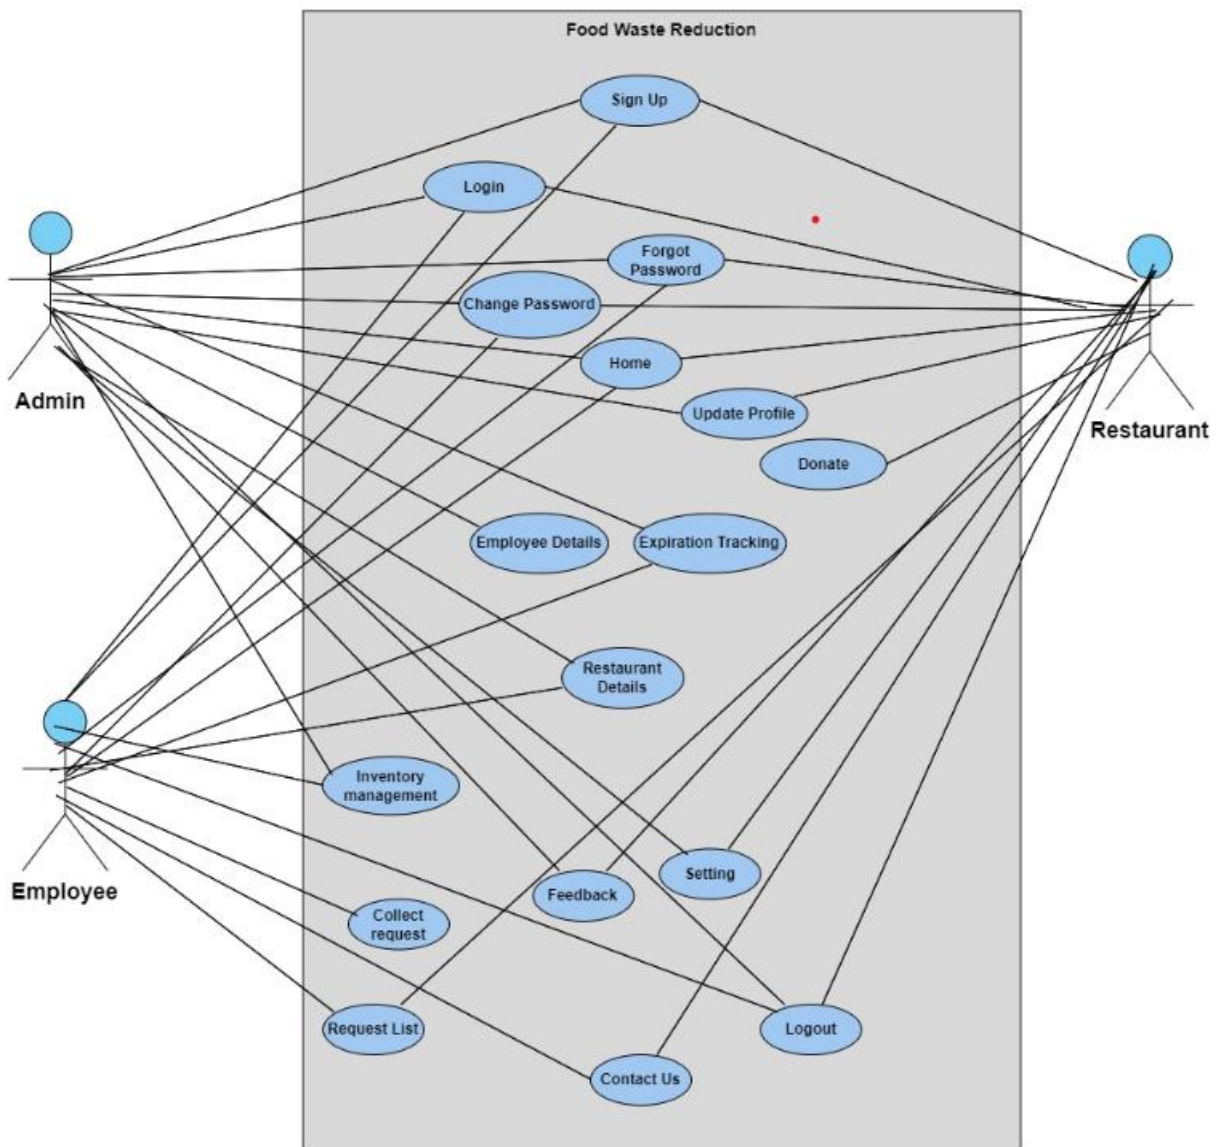 Food Waste Reduction
Sign Up
Login
Forgot
Password
Change Password
Home
Admin
Update Profile
Restaurant
Donate
Employee Details
Expiration Tracking
Restaurant
Details
Inventory
management
Employee
Setting
Feedback
Collect
request
Request List
Logout
Contact Us